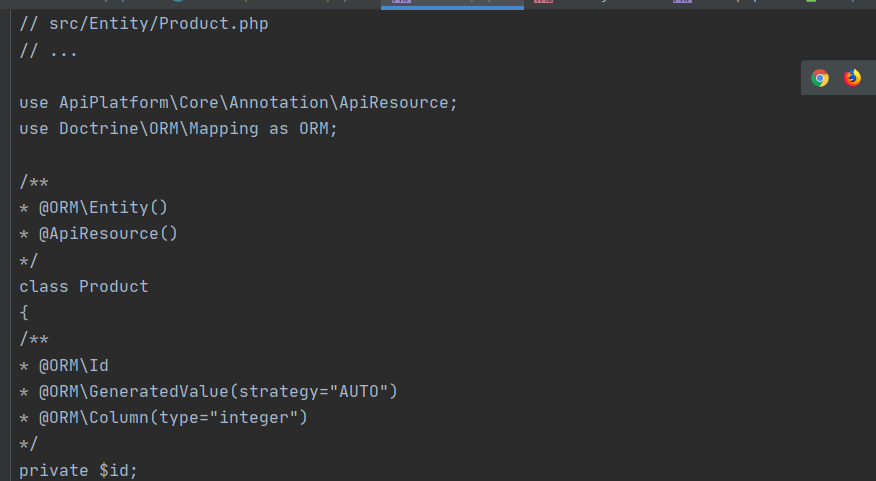 // src/Entity/Product.php
// ...
use ApiPlatform\Core\Annotation\ApiResource;
use Doctrine\ORM\Mapping as ORM;
/**
* @ORM\Entity()
* @ApiResource()
*/
class Product
{
/**
* @ORM\Id
* @ORM\GeneratedValue(strategy="AUTO")
* @ORM\Column(type="integer")
*/
private $id;